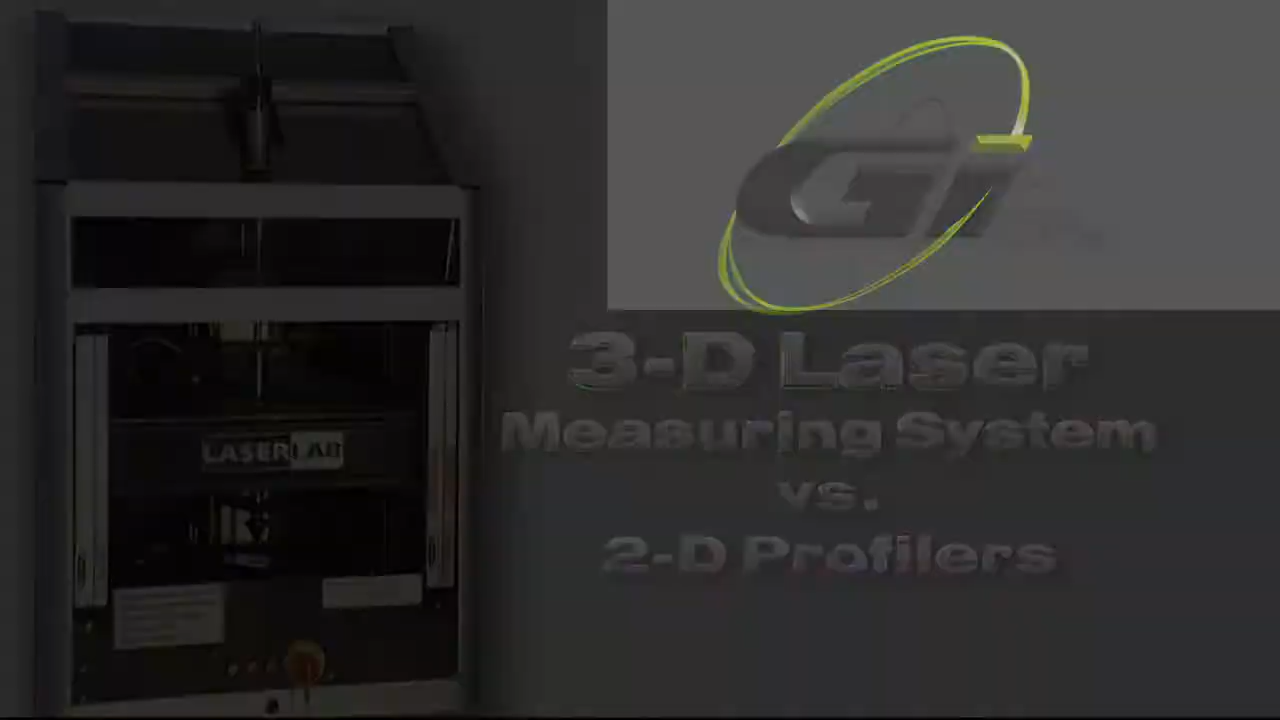 Gi
3-D Laser
Measuring System
vs.
2-D Profilers
LASERLAB